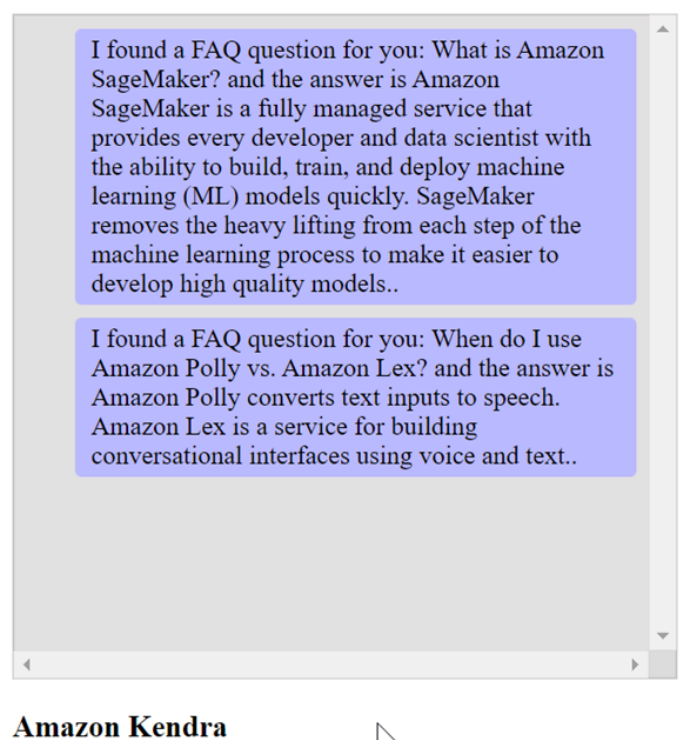 I found a FAQ question for you: What is Amazon
SageMaker? and the answer is Amazon
SageMaker is a fully managed service that
provides every developer and data scientist with
the ability to build, train, and deploy machine
learning (ML) models quickly. SageMaker
removes the heavy lifting from each step of the
machine learning process to make it easier to
develop high quality models..
I found a FAQ question for you: When do I use
Amazon Polly vs. Amazon Lex? and the answer is
Amazon Polly converts text inputs to speech.
Amazon Lex is a service for building
conversational interfaces using voice and text..
Amazon Kendra